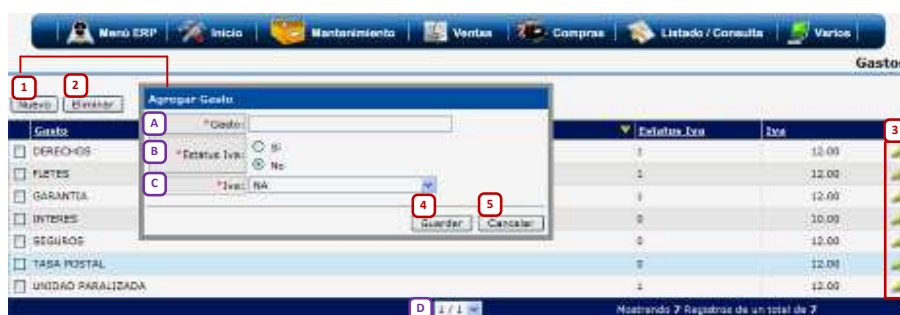 Menú ERP Inicio Mantenimiento Ventas Compras Listado / Consulta Varios
Gastos
1 2
Nuevo Eliminar
Agregar Gasto
A *Gasto:
B *Estatus Iva: Si
No
C *Iva: NA
4 5
Guardar Cancelar
Gasto Estatus Iva Iva 3
DERECHOS 1 12.00
FLETES 1 12.00
GARANTIA 1 12.00
INTERES 0 10.00
SEGUROS 0 12.00
TASA POSTAL 0 12.00
UNIDAD PARALIZADA 1 12.00
D 1 / 1 Mostrando 7 Registros de un total de 7